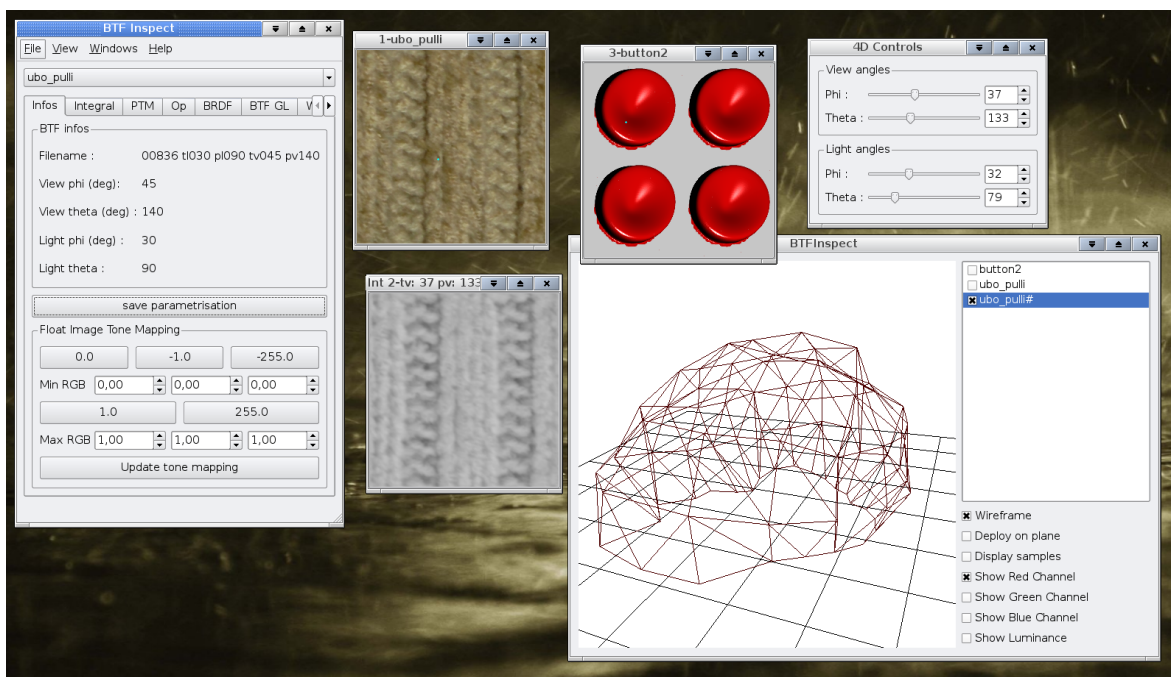 BTF Inspect
File View Windows Help
ubo_pulli
Infos Integral PTM Op BRDF BTF GL
BTF infos
Filename : 00836 tl030 pl090 tv045 pv140
View phi (deg): 45
View theta (deg) : 140
Light phi (deg) : 30
Light theta : 90
save parametrisation
Float Image Tone Mapping
0.0 -1.0 -255.0
Min RGB 0,00 0,00 0,00
1.0 255.0
Max RGB 1,00 1,00 1,00
Update tone mapping
1-ubo_pulli
Int 2-tv: 37 pv: 133
3-button2
4D Controls
View angles
Phi : 37
Theta : 133
Light angles
Phi : 32
Theta : 79
BTFInspect
button2
ubo_pulli
ubo_pulli#
Wireframe
Deploy on plane
Display samples
Show Red Channel
Show Green Channel
Show Blue Channel
Show Luminance